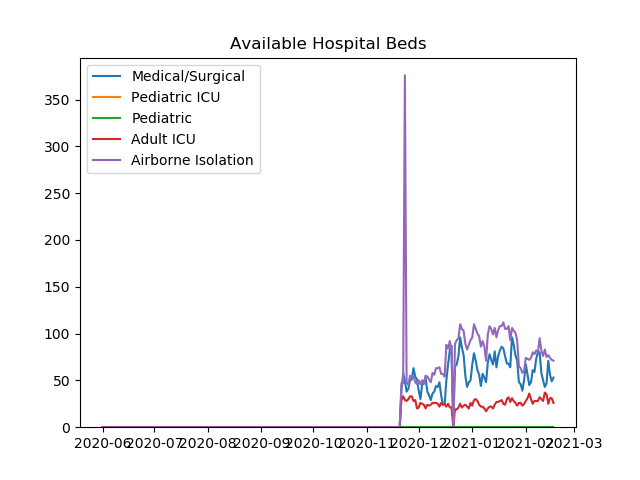 Available Hospital Beds
Medical/Surgical
Pediatric ICU
Pediatric
Adult ICU
Airborne Isolation
350
300
250
200
150
100
50
0
2020-06 2020-07 2020-08 2020-09 2020-10 2020-11 2020-12 2021-01 2021-02 2021-03